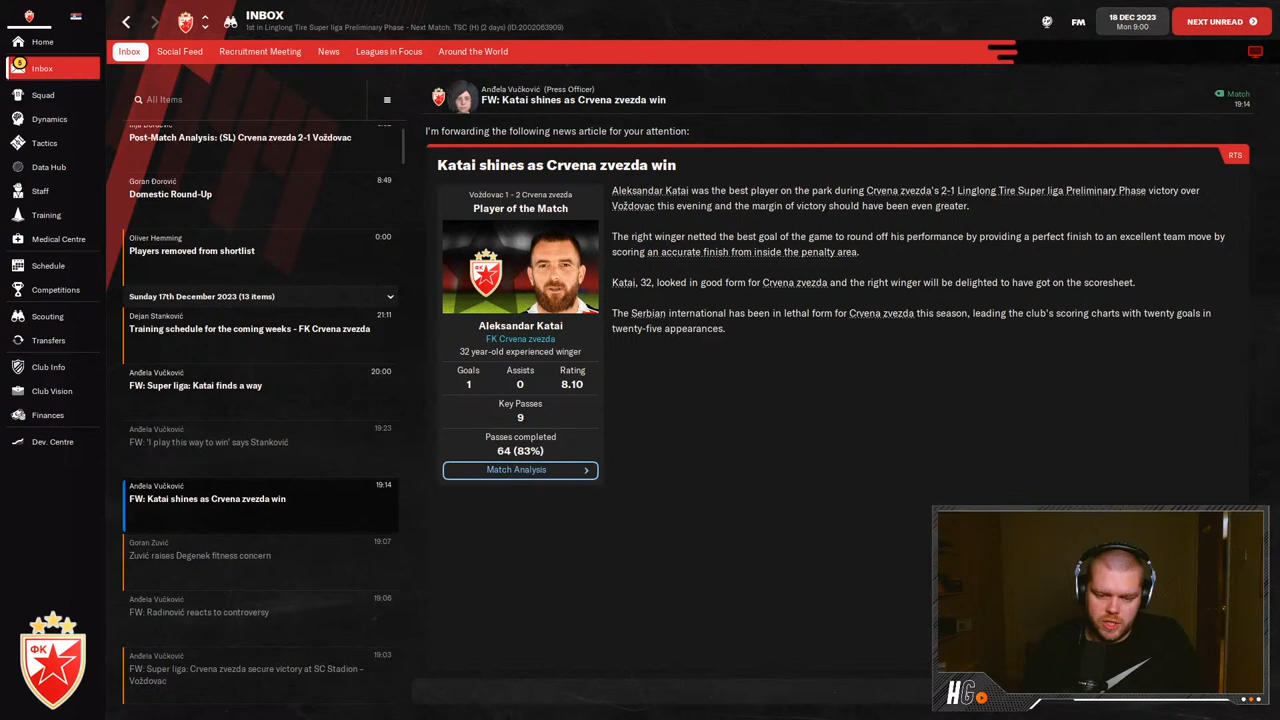 INBOX
1st in Linglong Tire Super liga Preliminary Phase - Next Match: TSC (H) (2 days) (ID:2002063909)
FM
18 DEC 2023
Mon 9:00
NEXT UNREAD
Home
5
Inbox
Squad
Dynamics
Tactics
Data Hub
Staff
Training
Medical Centre
Schedule
Competitions
Scouting
Transfers
Club Info
Club Vision
Finances
Dev. Centre
ФК
Inbox
Social Feed
Recruitment Meeting
News
Leagues in Focus
Around the World
All Items
Post-Match Analysis: (SL) Crvena zvezda 2-1 Voždovac
Goran Đorović
8:49
Domestic Round-Up
Oliver Hemming
0:00
Players removed from shortlist
Sunday 17th December 2023 (13 items)
Dejan Stanković
21:11
Training schedule for the coming weeks - FK Crvena zvezda
Anđela Vučković
20:00
FW: Super liga: Katai finds a way
Anđela Vučković
19:23
FW: 'I play this way to win' says Stanković
Anđela Vučković
19:14
FW: Katai shines as Crvena zvezda win
Goran Zuvić
19:07
Zuvić raises Degenek fitness concern
Anđela Vučković
19:06
FW: Radinović reacts to controversy
Anđela Vučković
19:03
FW: Super liga: Crvena zvezda secure victory at SC Stadion –
Voždovac
Anđela Vučković (Press Officer)
FW: Katai shines as Crvena zvezda win
Match
19:14
I'm forwarding the following news article for your attention:
RTS
Katai shines as Crvena zvezda win
Voždovac 1 - 2 Crvena zvezda
Player of the Match
Aleksandar Katai
FK Crvena zvezda
32 year-old experienced winger
Goals Assists Rating
1 0 8.10
Key Passes
9
Passes completed
64 (83%)
Match Analysis
Aleksandar Katai was the best player on the park during Crvena zvezda's 2-1 Linglong Tire Super liga Preliminary Phase victory over
Voždovac this evening and the margin of victory should have been even greater.
The right winger netted the best goal of the game to round off his performance by providing a perfect finish to an excellent team move by
scoring an accurate finish from inside the penalty area.
Katai, 32, looked in good form for Crvena zvezda and the right winger will be delighted to have got on the scoresheet.
The Serbian international has been in lethal form for Crvena zvezda this season, leading the club's scoring charts with twenty goals in
twenty-five appearances.
HG